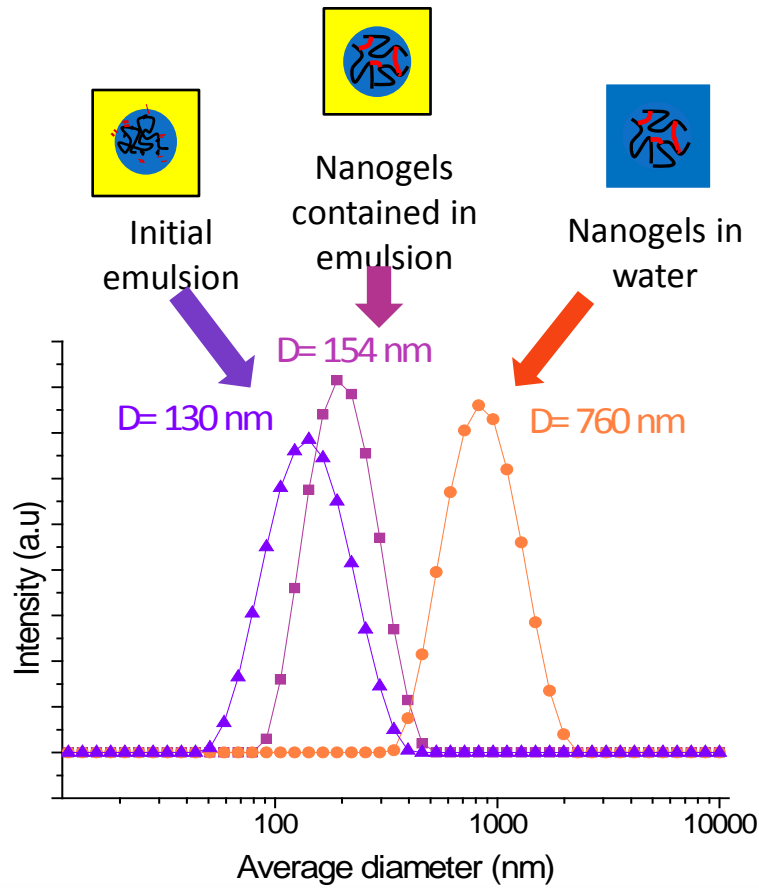 Initial
emulsion
Nanogels
contained in
emulsion
Nanogels in
water
D= 130 nm
D= 154 nm
D= 760 nm
Intensity (a.u)
100
1000
10000
Average diameter (nm)